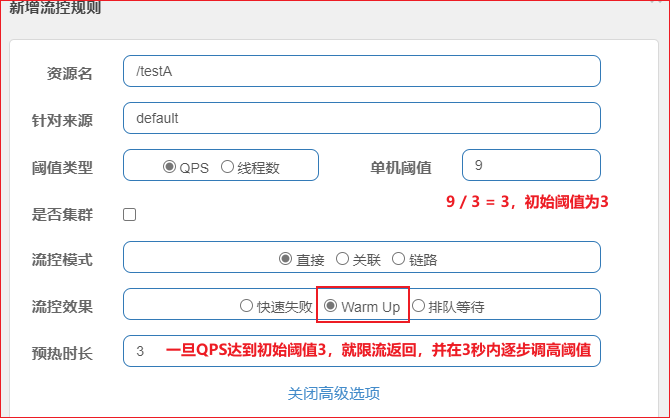 新增流控规则
资源名 /testA
针对来源 default
阈值类型 QPS 线程数 单机阈值 9
9 / 3 = 3，初始阈值为3
是否集群
流控模式 直接 关联 链路
流控效果 快速失败 Warm Up 排队等待
预热时长 3 一旦QPS达到初始阈值3，就限流返回，并在3秒内逐步调高阈值
关闭高级选项